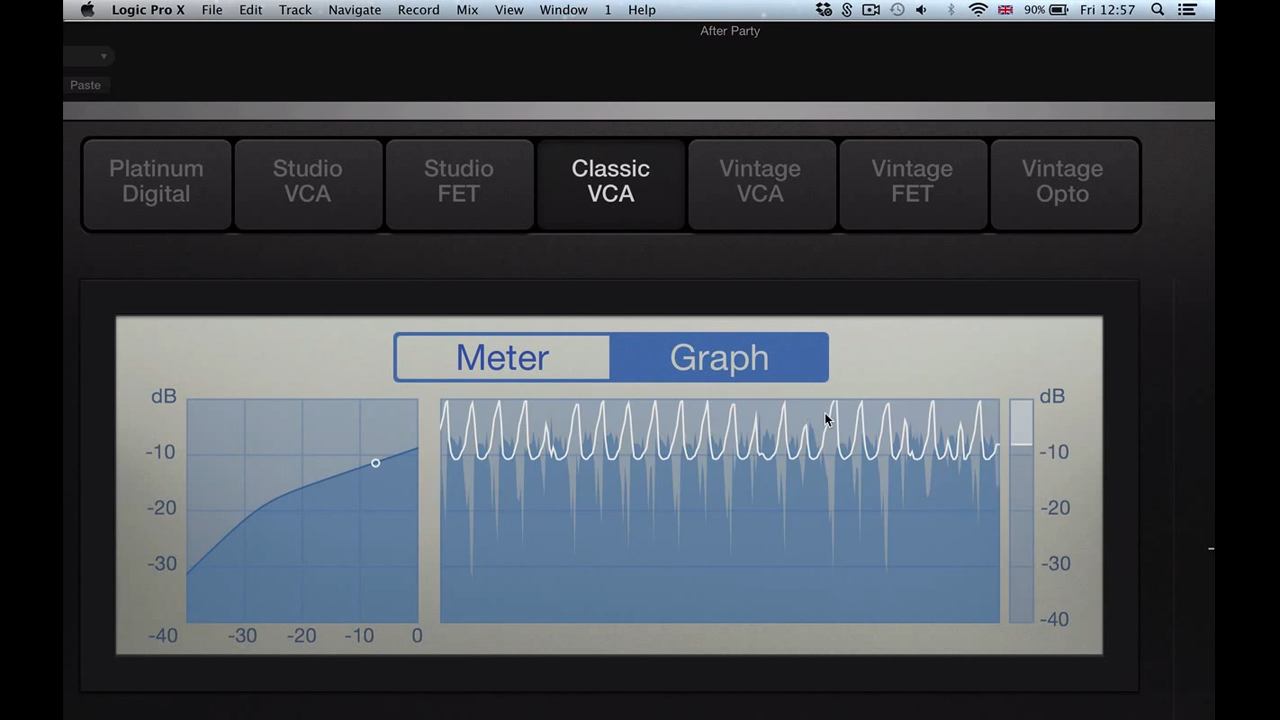 Logic Pro X File Edit Track Navigate Record Mix View Window 1 Help 90% Fri 12:57
After Party
Paste
Platinum Digital
Studio VCA
Studio FET
Classic VCA
Vintage VCA
Vintage FET
Vintage Opto
Meter Graph
dB dB
-10 -10
-20 -20
-30 -30
-40
-40 -30 -20 -10 0